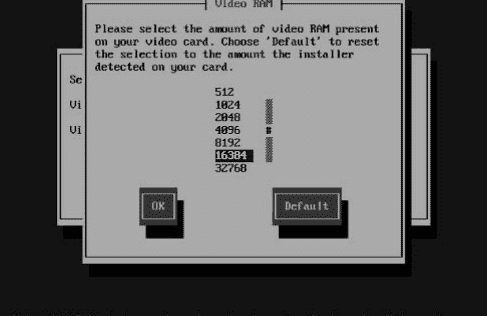 Video RAM
Please select the amount of video RAM present
on your video card. Choose 'Default' to reset
the selection to the amount the installer
detected on your card.
512
1024
2048
4096
8192
16384
32768
Se
Vi
Vi
OK
Default